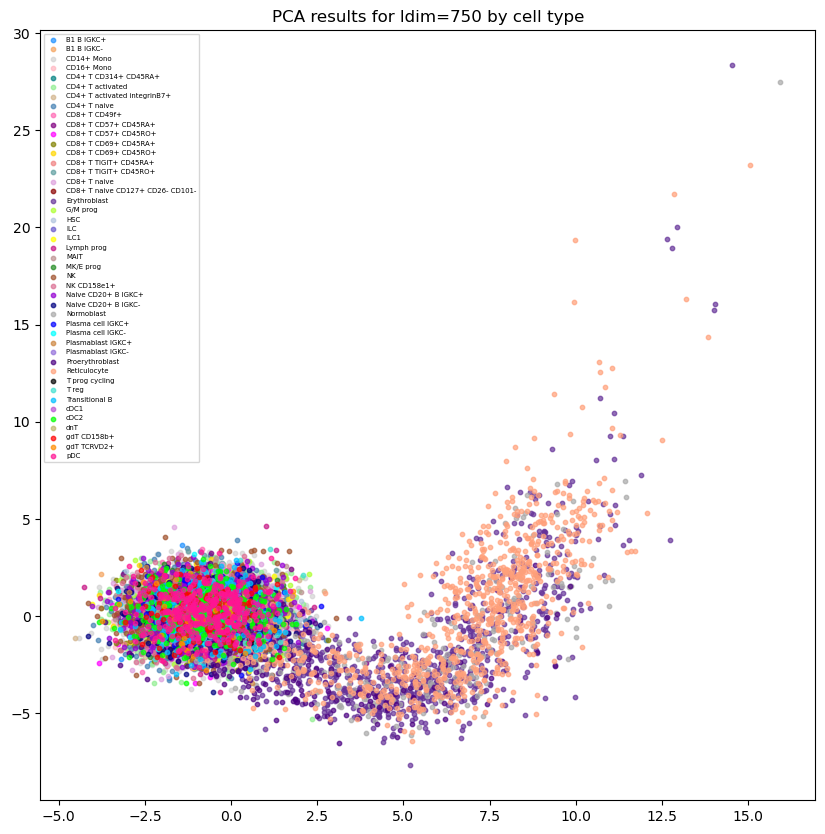 PCA results for ldim=750 by cell type
30
25
20
15
10
5
0
−5
B1 B IGKC+
B1 B IGKC-
CD14+ Mono
CD16+ Mono
CD4+ T CD314+ CD45RA+
CD4+ T activated
CD4+ T activated integrinB7+
CD4+ T naive
CD8+ T CD49f+
CD8+ T CD57+ CD45RA+
CD8+ T CD57+ CD45RO+
CD8+ T CD69+ CD45RA+
CD8+ T CD69+ CD45RO+
CD8+ T TIGIT+ CD45RA+
CD8+ T TIGIT+ CD45RO+
CD8+ T naive
CD8+ T naive CD127+ CD26- CD101-
Erythroblast
G/M prog
HSC
ILC
ILC1
Lymph prog
MAIT
MK/E prog
NK
NK CD158e1+
Naive CD20+ B IGKC+
Naive CD20+ B IGKC-
Normoblast
Plasma cell IGKC+
Plasma cell IGKC-
Plasmablast IGKC+
Plasmablast IGKC-
Proerythroblast
Reticulocyte
T prog cycling
T reg
Transitional B
cDC1
cDC2
dnT
gdT CD158b+
gdT TCRVD2+
pDC
−5.0 −2.5 0.0 2.5 5.0 7.5 10.0 12.5 15.0